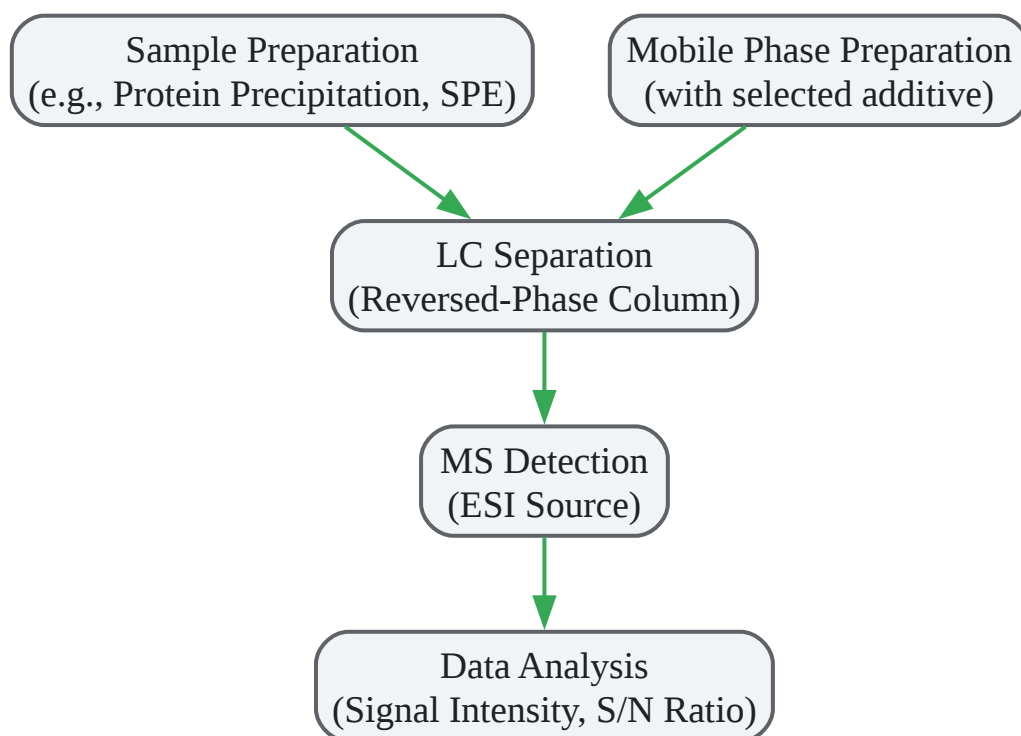 Sample Preparation
(e.g., Protein Precipitation, SPE)
Mobile Phase Preparation
(with selected additive)
LC Separation
(Reversed-Phase Column)
MS Detection
(ESI Source)
Data Analysis
(Signal Intensity, S/N Ratio)